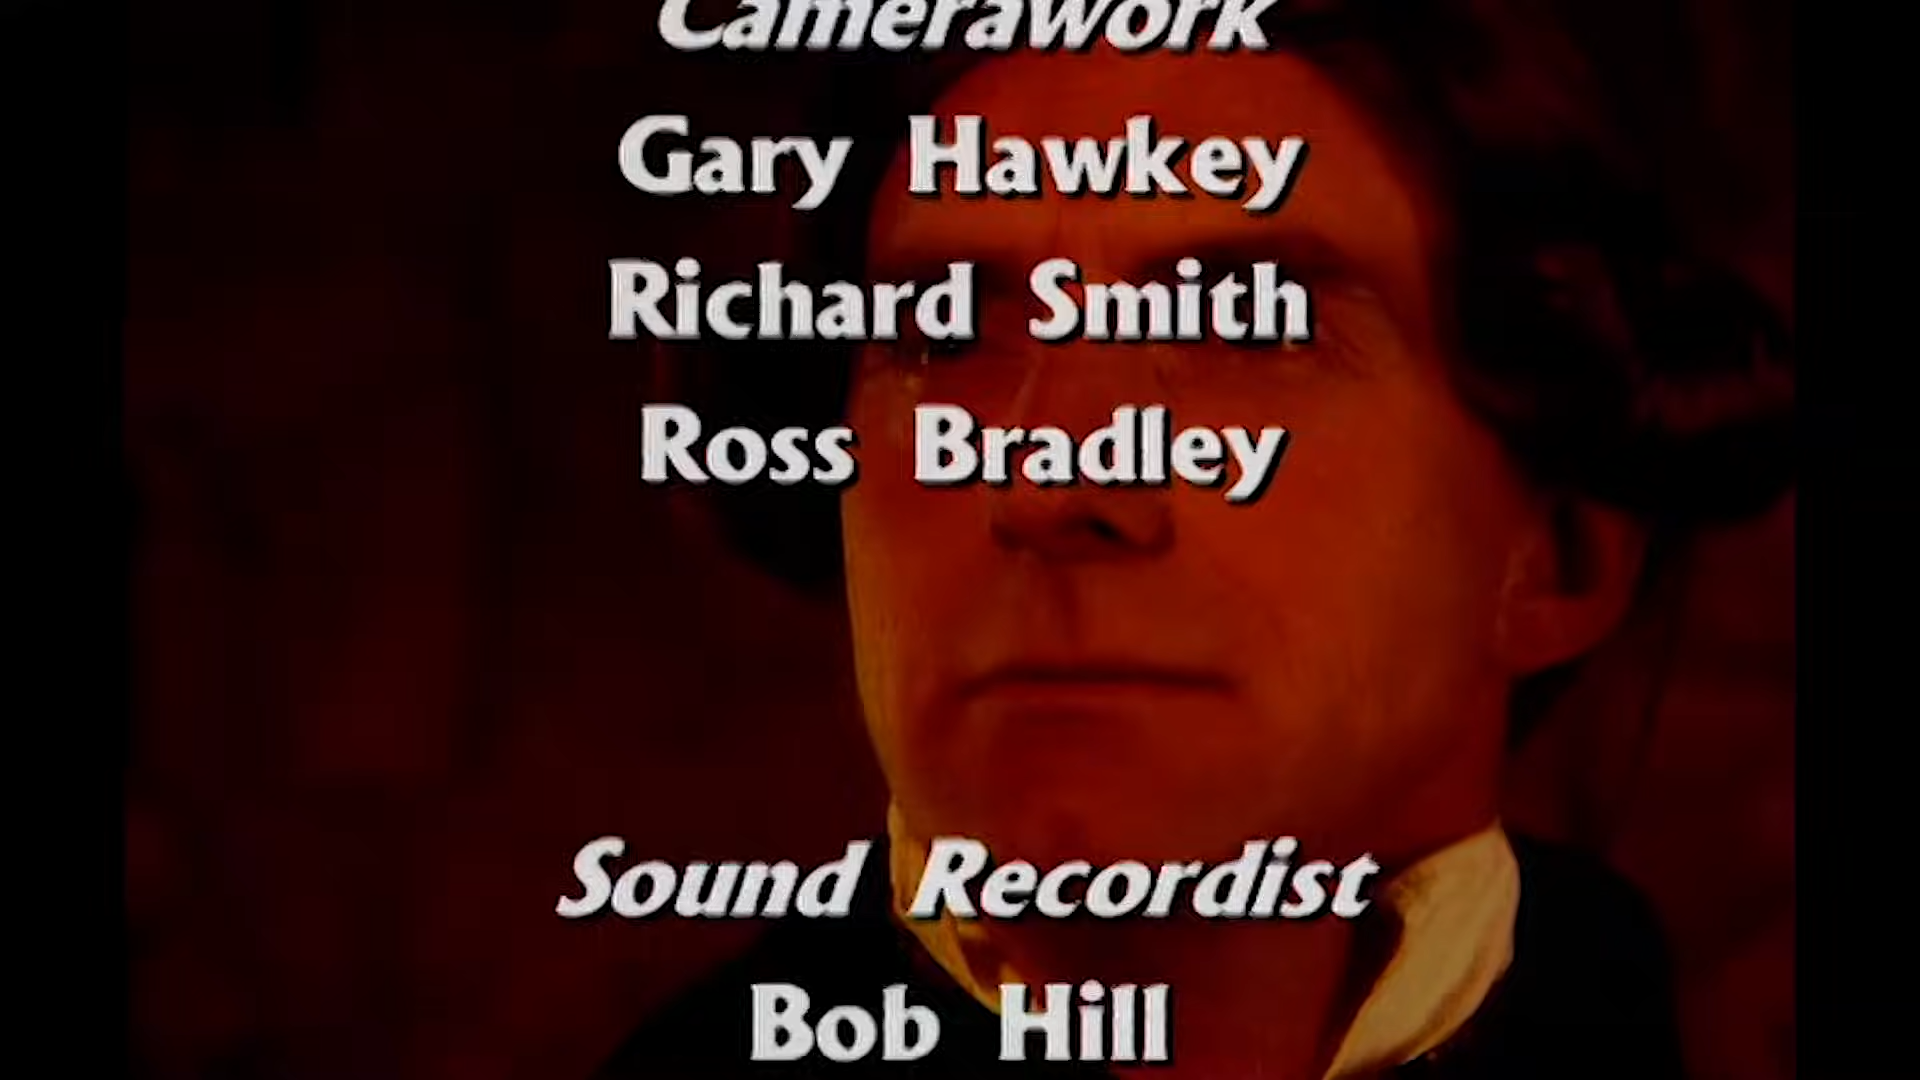 Camerawork
Gary Hawkey
Richard Smith
Ross Bradley
Sound Recordist
Bob Hill